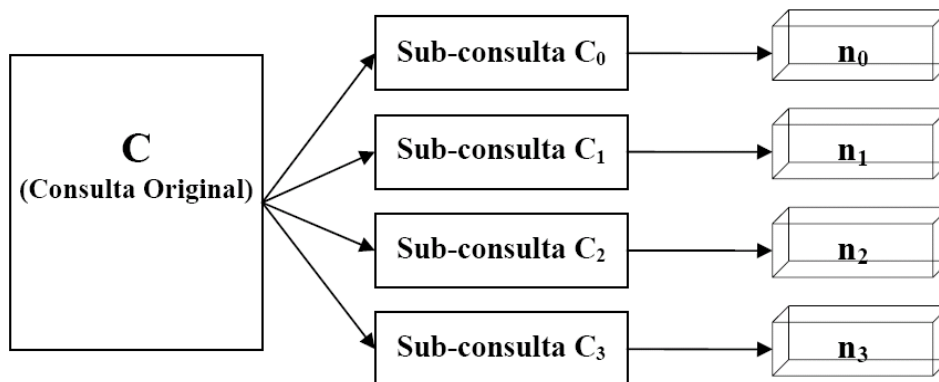 C
(Consulta Original)
Sub-consulta C₀
n₀
Sub-consulta C₁
n₁
Sub-consulta C₂
n₂
Sub-consulta C₃
n₃